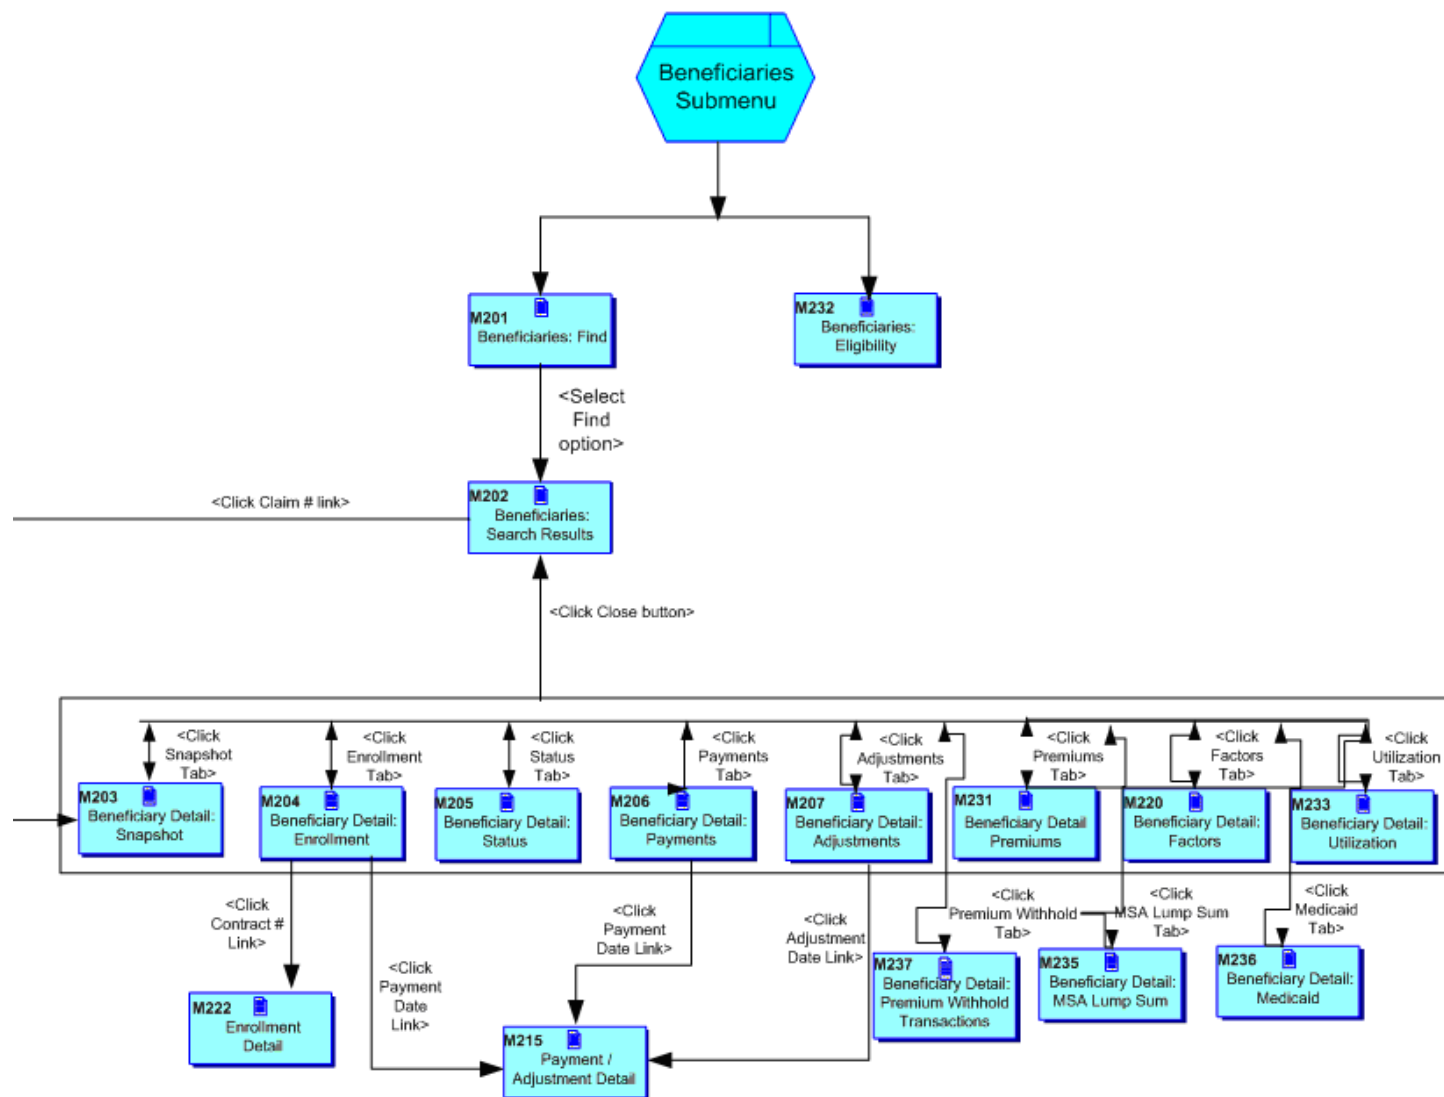 Beneficiaries
Submenu
M201
Beneficiaries: Find
M232
Beneficiaries:
Eligibility
<Select
Find
option>
<Click Claim # link>
M202
Beneficiaries:
Search Results
<Click Close button>
<Click
Snapshot
Tab>
<Click
Enrollment
Tab>
<Click
Status
Tab>
<Click
Payments
Tab>
<Click
Adjustments
Tab>
<Click
Premiums
Tab>
<Click
Factors
Tab>
<Click
Utilization
Tab>
M203
Beneficiary Detail:
Snapshot
M204
Beneficiary Detail:
Enrollment
M205
Beneficiary Detail:
Status
M206
Beneficiary Detail:
Payments
M207
Beneficiary Detail:
Adjustments
M231
Beneficiary Detail
Premiums
M220
Beneficiary Detail:
Factors
M233
Beneficiary Detail:
Utilization
<Click
Contract #
Link>
<Click
Payment
Date
Link>
<Click
Payment
Date Link>
<Click
Adjustment
Date Link>
<Click
Premium Withhold
Tab>
<Click
MSA Lump Sum
Tab>
<Click
Medicaid
Tab>
M237
Beneficiary Detail:
Premium Withhold
Transactions
M235
Beneficiary Detail:
MSA Lump Sum
M236
Beneficiary Detail:
Medicaid
M222
Enrollment
Detail
M215
Payment /
Adjustment Detail